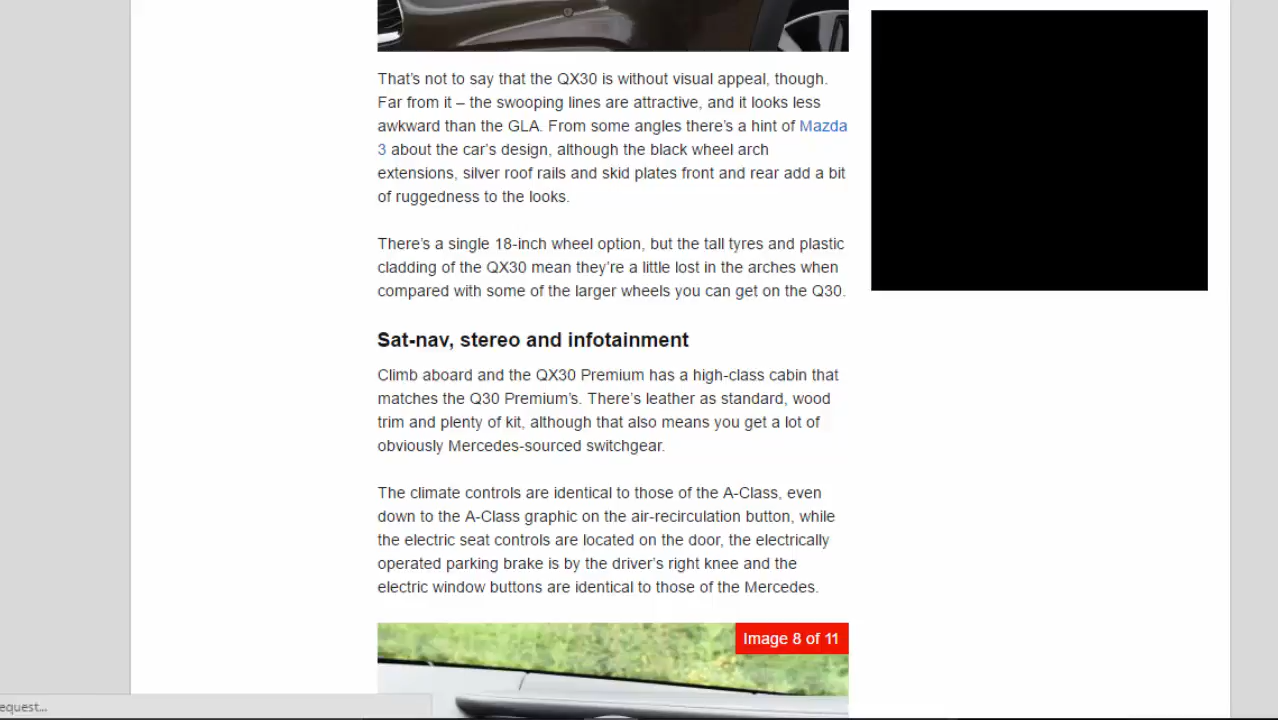 That’s not to say that the QX30 is without visual appeal, though.
Far from it – the swooping lines are attractive, and it looks less
awkward than the GLA. From some angles there’s a hint of Mazda
3 about the car’s design, although the black wheel arch
extensions, silver roof rails and skid plates front and rear add a bit
of ruggedness to the looks.
There’s a single 18-inch wheel option, but the tall tyres and plastic
cladding of the QX30 mean they’re a little lost in the arches when
compared with some of the larger wheels you can get on the Q30.
Sat-nav, stereo and infotainment
Climb aboard and the QX30 Premium has a high-class cabin that
matches the Q30 Premium’s. There’s leather as standard, wood
trim and plenty of kit, although that also means you get a lot of
obviously Mercedes-sourced switchgear.
The climate controls are identical to those of the A-Class, even
down to the A-Class graphic on the air-recirculation button, while
the electric seat controls are located on the door, the electrically
operated parking brake is by the driver’s right knee and the
electric window buttons are identical to those of the Mercedes.
Image 8 of 11
equest...